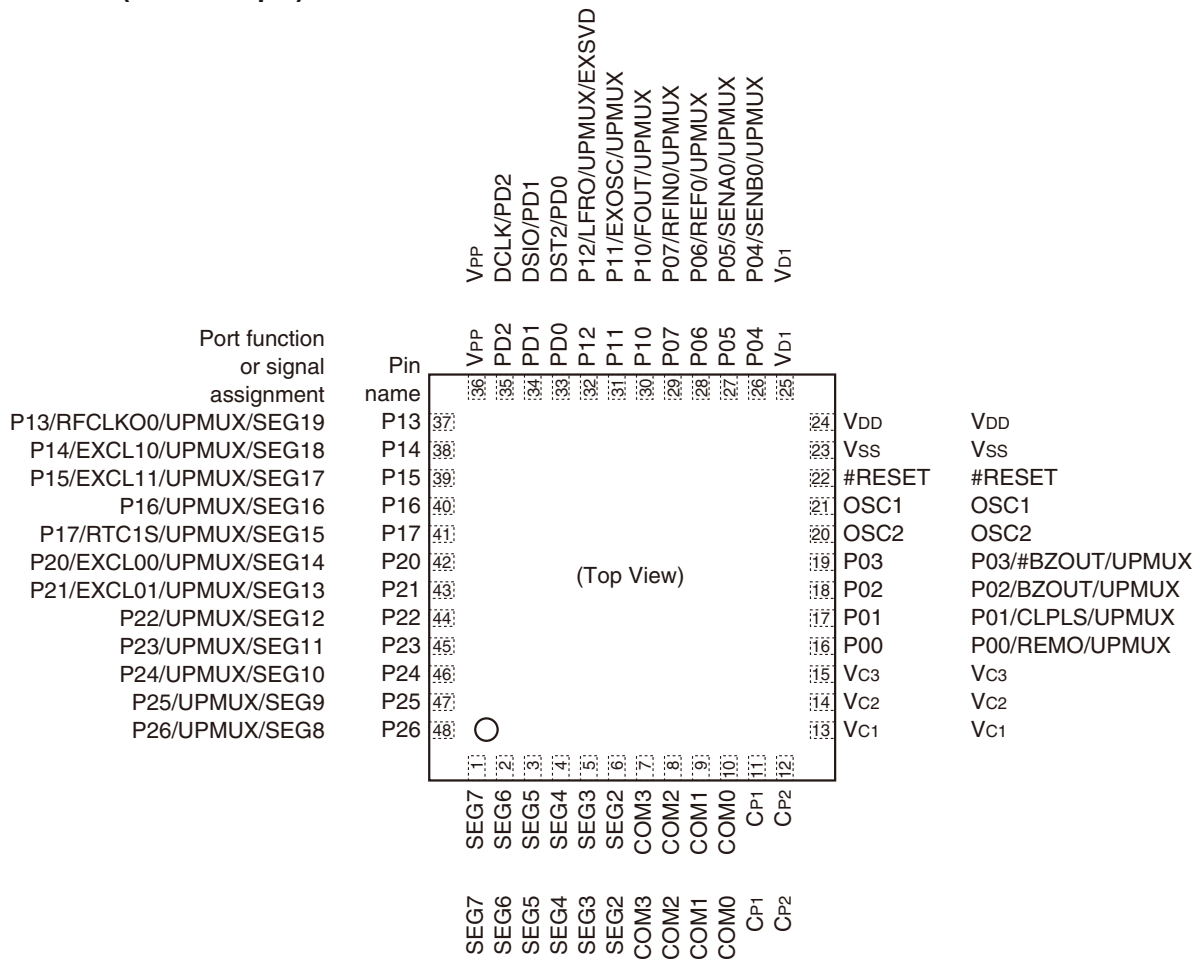 VPP
DCLK/PD2
DSIO/PD1
DST2/PD0
P12/LFRO/UPMUX/EXSVD
P11/EXOSC/UPMUX
P10/FOUT/UPMUX
P07/RFIN0/UPMUX
P06/REF0/UPMUX
P05/SENA0/UPMUX
P04/SENB0/UPMUX
VD1
VPP
PD2
PD1
PD0
P12
P11
P10
P07
P06
P05
P04
VD1
Port function
or signal
assignment
Pin
name
36
35
34
33
32
31
30
29
28
27
26
25
P13/RFCLKO0/UPMUX/SEG19 P13 37
P14/EXCL10/UPMUX/SEG18 P14 38
P15/EXCL11/UPMUX/SEG17 P15 39
P16/UPMUX/SEG16 P16 40
P17/RTC1S/UPMUX/SEG15 P17 41
P20/EXCL00/UPMUX/SEG14 P20 42
P21/EXCL01/UPMUX/SEG13 P21 43
P22/UPMUX/SEG12 P22 44
P23/UPMUX/SEG11 P23 45
P24/UPMUX/SEG10 P24 46
P25/UPMUX/SEG9 P25 47
P26/UPMUX/SEG8 P26 48
(Top View)
24 VDD VDD
23 VSS VSS
22 #RESET #RESET
21 OSC1 OSC1
20 OSC2 OSC2
19 P03 P03/#BZOUT/UPMUX
18 P02 P02/BZOUT/UPMUX
17 P01 P01/CLPLS/UPMUX
16 P00 P00/REMO/UPMUX
15 VC3 VC3
14 VC2 VC2
13 VC1 VC1
1
2
3
4
5
6
7
8
9
10
11
12
SEG7
SEG6
SEG5
SEG4
SEG3
SEG2
COM3
COM2
COM1
COM0
CP1
CP2
SEG7
SEG6
SEG5
SEG4
SEG3
SEG2
COM3
COM2
COM1
COM0
CP1
CP2